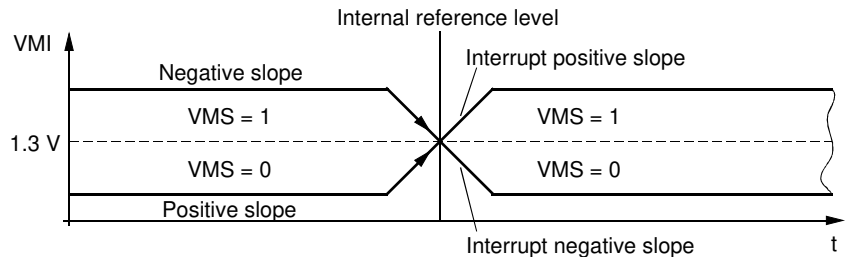 Internal reference level
VMI
Interrupt positive slope
Negative slope
VMS = 1
VMS = 1
1.3 V
VMS = 0
VMS = 0
Positive slope
Interrupt negative slope
t